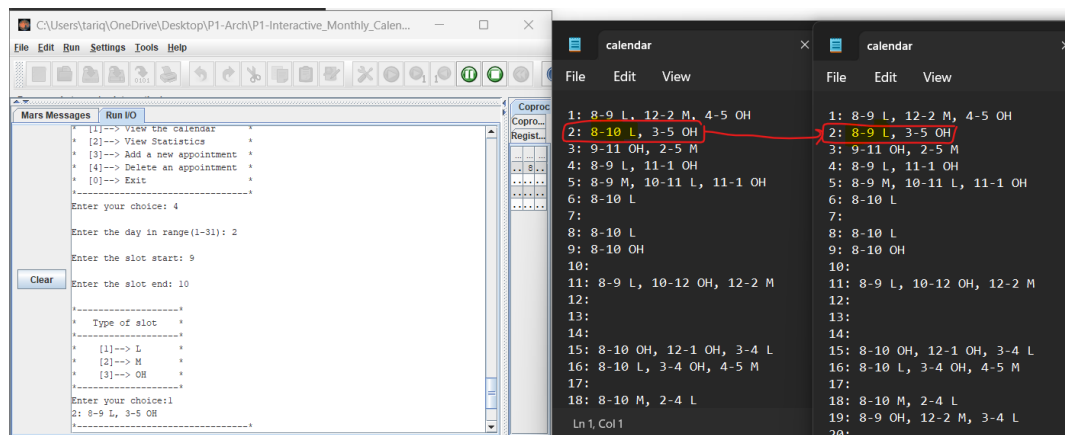 C:\Users\tariq\OneDrive\Desktop\P1-Arch\P1-Interactive_Monthly_Calen...
File Edit Run Settings Tools Help
Mars Messages Run I/O
* [1]--> View the calendar *
* [2]--> View Statistics *
* [3]--> Add a new appointment *
* [4]--> Delete an appointment *
* [0]--> Exit *
*-----------------------------*
Enter your choice: 4
Enter the day in range(1-31): 2
Enter the slot start: 9
Enter the slot end: 10
Clear
*-----------------*
* Type of slot *
*-----------------*
* [1]--> L *
* [2]--> M *
* [3]--> OH *
*-----------------*
Enter your choice:1
2: 8-9 L, 3-5 OH
*-----------------------------*
Coproc
Copro...
Regist...
... ... ...
.. 8 ..
calendar
File Edit View
1: 8-9 L, 12-2 M, 4-5 OH
2: 8-10 L, 3-5 OH
3: 9-11 OH, 2-5 M
4: 8-9 L, 11-1 OH
5: 8-9 M, 10-11 L, 11-1 OH
6: 8-10 L
7:
8: 8-10 L
9: 8-10 OH
10:
11: 8-9 L, 10-12 OH, 12-2 M
12:
13:
14:
15: 8-10 OH, 12-1 OH, 3-4 L
16: 8-10 L, 3-4 OH, 4-5 M
17:
18: 8-10 M, 2-4 L
Ln 1, Col 1
calendar
File Edit View
1: 8-9 L, 12-2 M, 4-5 OH
2: 8-9 L, 3-5 OH
3: 9-11 OH, 2-5 M
4: 8-9 L, 11-1 OH
5: 8-9 M, 10-11 L, 11-1 OH
6: 8-10 L
7:
8: 8-10 L
9: 8-10 OH
10:
11: 8-9 L, 10-12 OH, 12-2 M
12:
13:
14:
15: 8-10 OH, 12-1 OH, 3-4 L
16: 8-10 L, 3-4 OH, 4-5 M
17:
18: 8-10 M, 2-4 L
19: 8-9 OH, 12-2 M, 3-4 L
20: